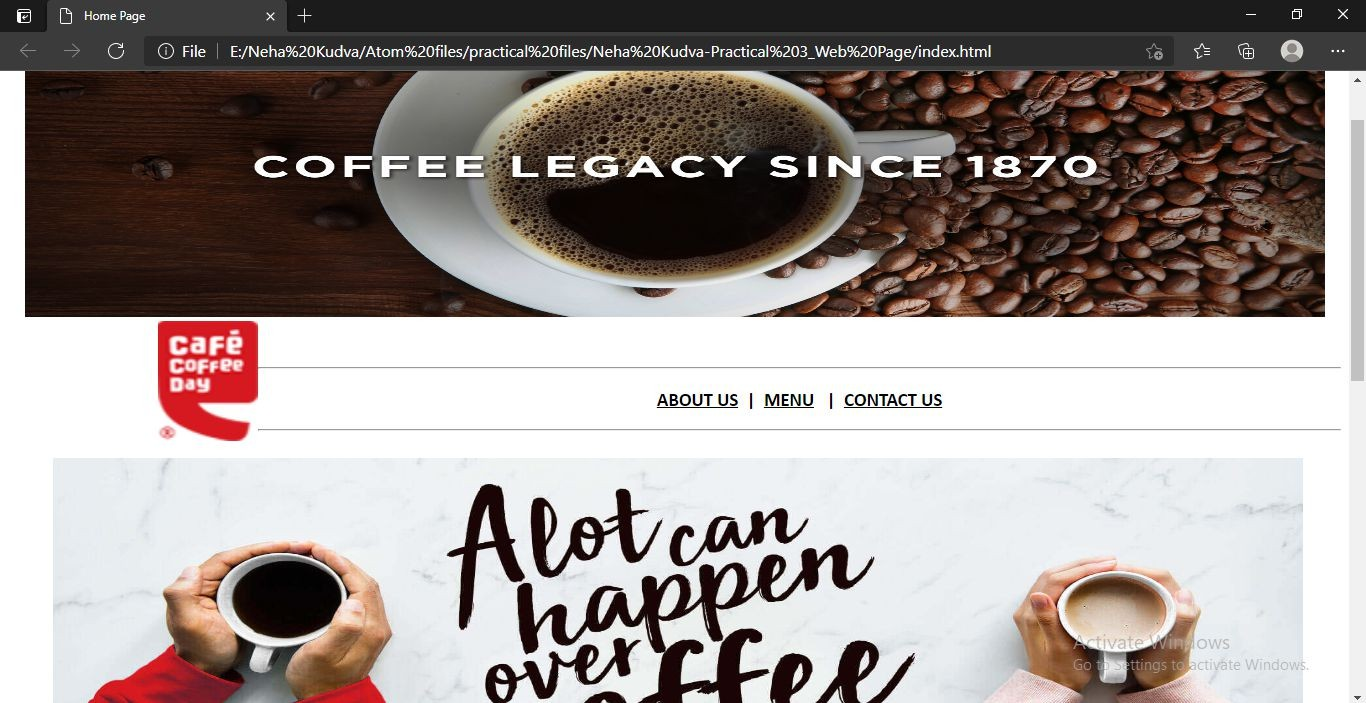 Home Page
File E:/Neha%20Kudva/Atom%20files/practical%20files/Neha%20Kudva-Practical%203_Web%20Page/index.html
COFFEE LEGACY SINCE 1870
café
COFFee
Day
ABOUT US | MENU | CONTACT US
Alot can
happen
over
coffee
Activate Windows
Go to Settings to activate Windows.